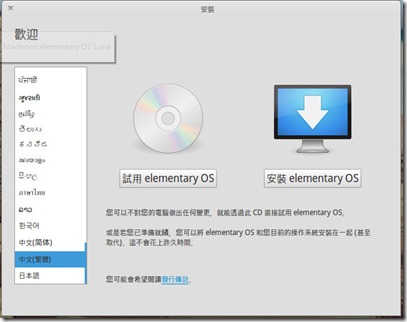 安裝
歡迎
Machines\elementary OS Luna
ਪੰਜਾਬੀ
ગુજરાતી
தமிழ்
తెలుగు
ಕನ್ನಡ
മലയാളം
සිංහල
ภาษาไทย
ລາວ
한국어
中文(简体)
中文(繁體)
日本語
試用 elementary OS
安裝 elementary OS
您可以不對您的電腦做出任何變更，就能透過此 CD 直接試用 elementary OS。
或是若您已準備就緒，您可以將 elementary OS 和您目前的作業系統安裝在一起 (甚至
取代)，這不會花上許久時間。
您可能會希望閱讀發行備註。